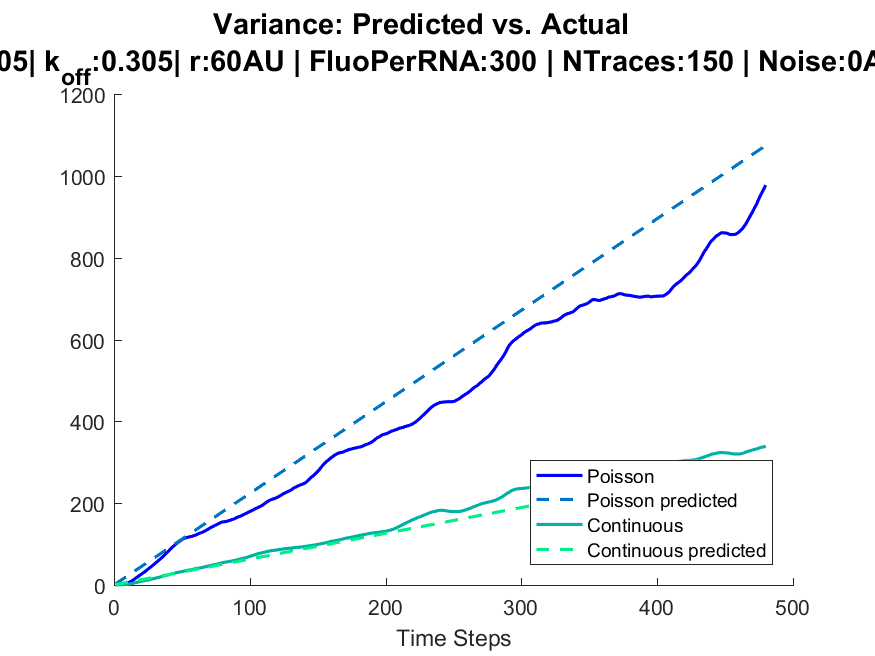 Variance: Predicted vs. Actual
05| koff:0.305| r:60AU | FluoPerRNA:300 | NTraces:150 | Noise:0A
1200
1000
800
600
400
200
0
0 100 200 300 400 500
Time Steps
Poisson
Poisson predicted
Continuous
Continuous predicted